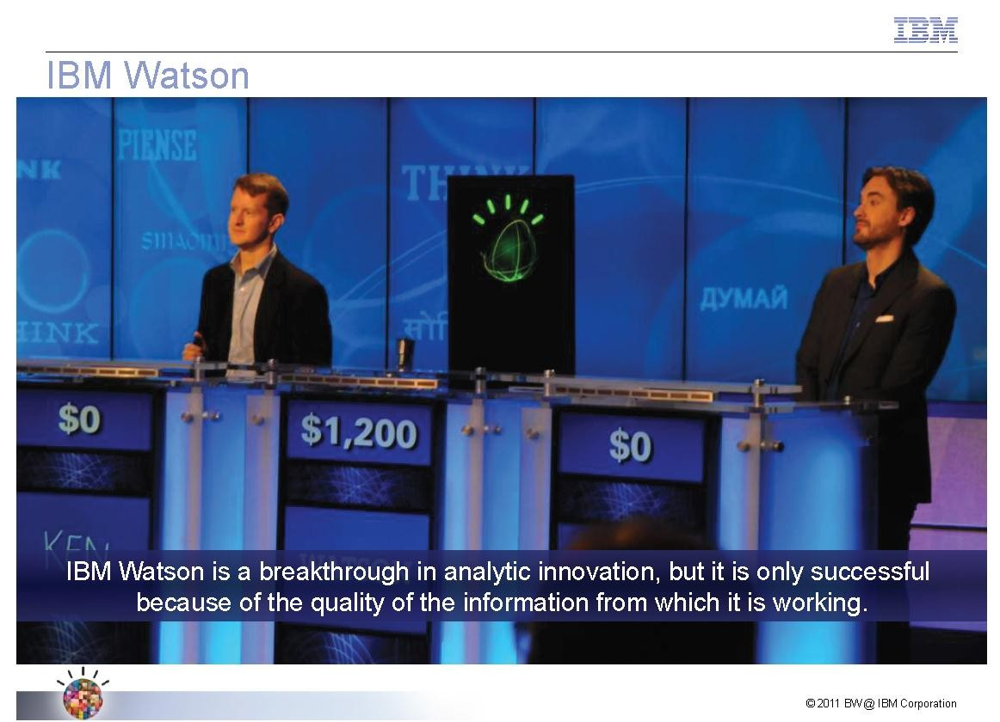 IBM
IBM Watson
NK
PIENSE
THINK
HINK
ДУМАЙ
$0
$1,200
$0
KEN
IBM Watson is a breakthrough in analytic innovation, but it is only successful
because of the quality of the information from which it is working.
© 2011 BW@ IBM Corporation